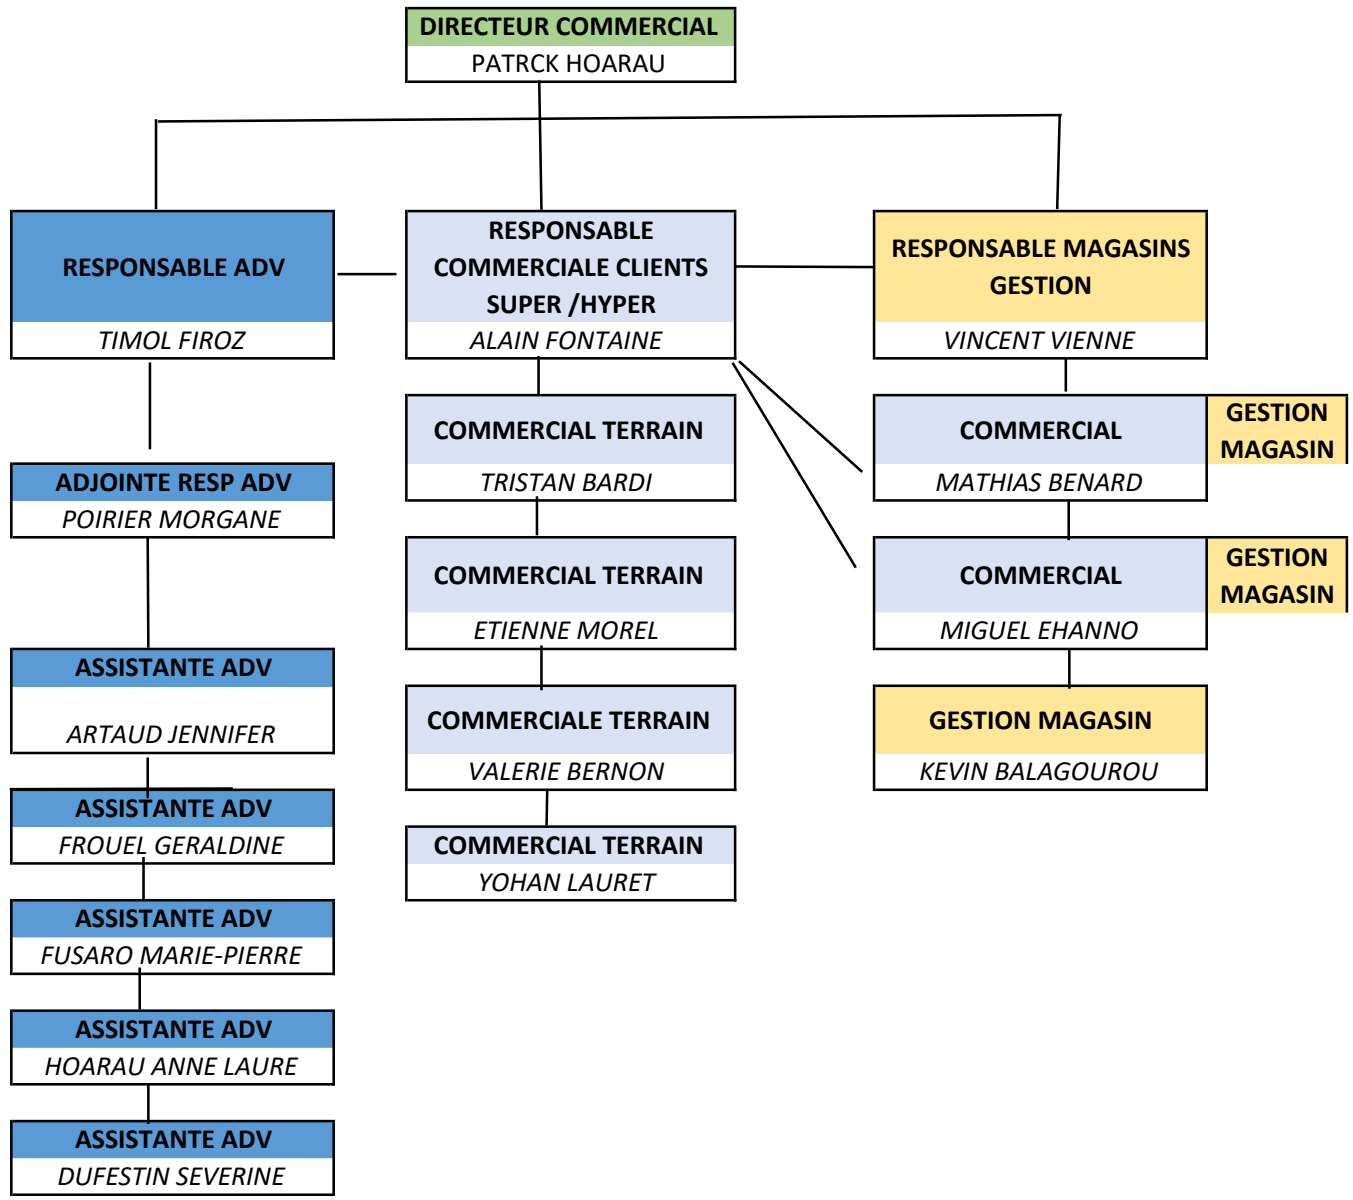 DIRECTEUR COMMERCIAL
PATRCK HOARAU
RESPONSABLE ADV
TIMOL FIROZ
RESPONSABLE
COMMERCIALE CLIENTS
SUPER /HYPER
ALAIN FONTAINE
RESPONSABLE MAGASINS
GESTION
VINCENT VIENNE
ADJOINTE RESP ADV
POIRIER MORGANE
ASSISTANTE ADV
ARTAUD JENNIFER
ASSISTANTE ADV
FROUEL GERALDINE
ASSISTANTE ADV
FUSARO MARIE-PIERRE
ASSISTANTE ADV
HOARAU ANNE LAURE
ASSISTANTE ADV
DUFESTIN SEVERINE
COMMERCIAL TERRAIN
TRISTAN BARDI
COMMERCIAL TERRAIN
ETIENNE MOREL
COMMERCIALE TERRAIN
VALERIE BERNON
COMMERCIAL TERRAIN
YOHAN LAURET
COMMERCIAL
MATHIAS BENARD
GESTION
MAGASIN
COMMERCIAL
MIGUEL EHANNO
GESTION
MAGASIN
GESTION MAGASIN
KEVIN BALAGOUROU